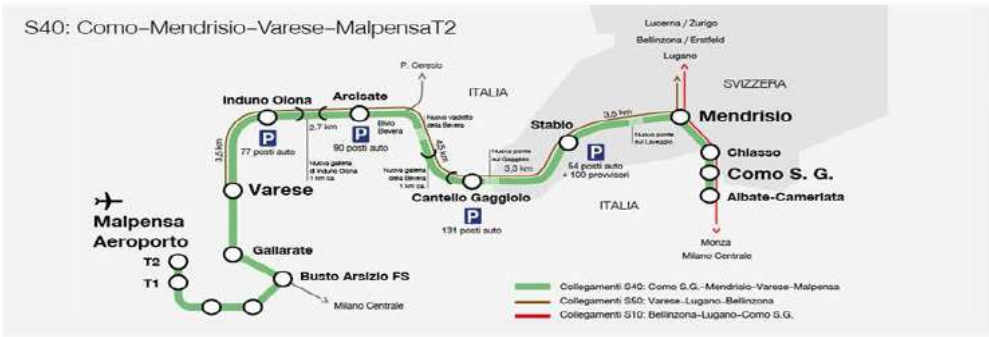 S40: Como–Mendrisio–Varese–MalpensaT2
Lucerna / Zurigo
Bellinzona / Erstfeld
Lugano
P. Ceresio
ITALIA
SVIZZERA
Induno Olona
Arcisate
Mendrisio
3,5 km
2,7 km
Bivio
Bevera
Nuovo viadotto
della Bevera
Stabio
3,5 km
Nuovo ponte
sul Laveggio
P
77 posti auto
P
90 posti auto
4,5 km
Nuovo ponte
sul Gaggiolo
3,3 km
P
54 posti auto
+ 100 provvisori
Chiasso
Como S. G.
Albate-Camerlata
Nuova galleria
di Induno Olona
1 km ca.
Nuova galleria
della Bevera
1 km ca.
Varese
Cantello Gaggiolo
P
131 posti auto
ITALIA
Malpensa
Aeroporto
T2
T1
Gallarate
Busto Arsizio FS
Milano Centrale
Monza
Milano Centrale
Collegamenti S40: Como S.G.-Mendrisio-Varese-Malpensa
Collegamenti S50: Varese-Lugano-Bellinzona
Collegamenti S10: Bellinzona-Lugano-Como S.G.